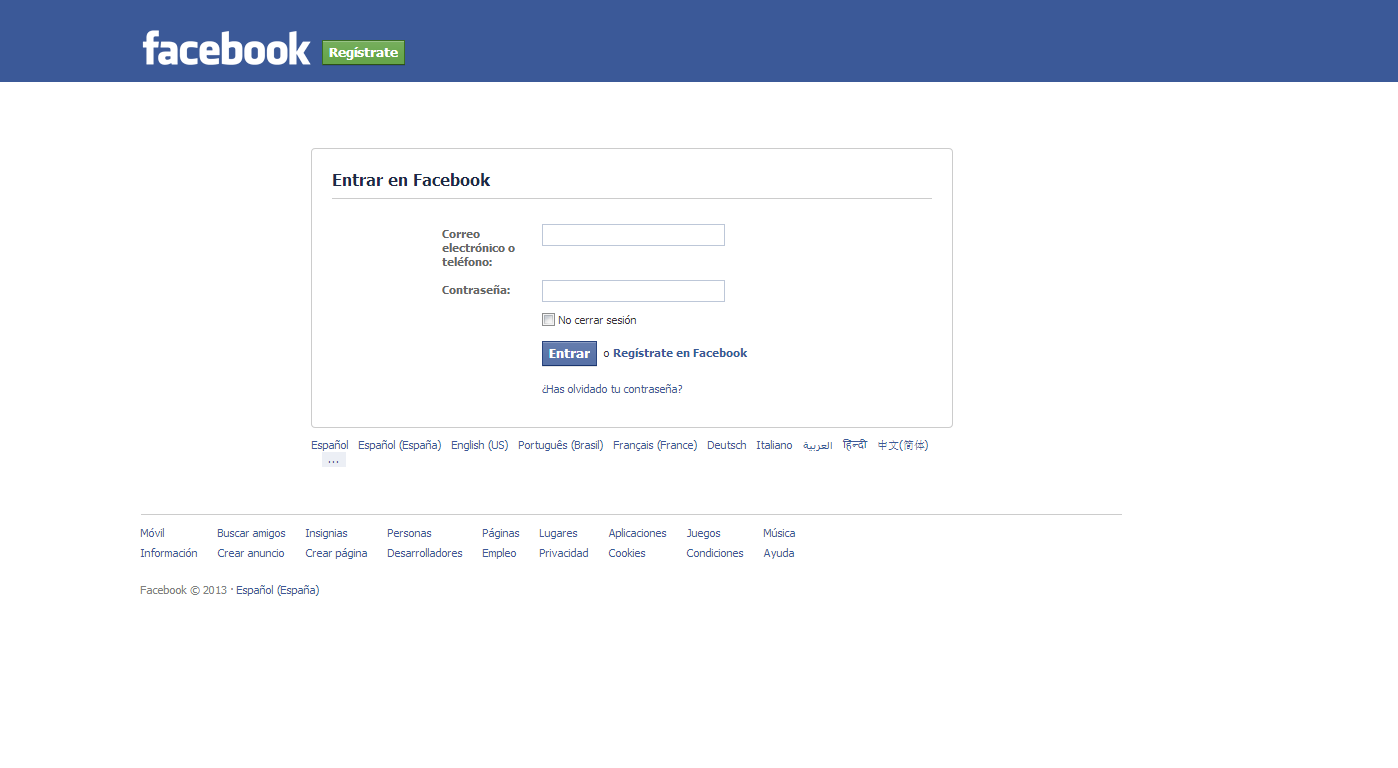 facebook Regístrate
Entrar en Facebook
Correo
electrónico o
teléfono:
Contraseña:
No cerrar sesión
Entrar o Regístrate en Facebook
¿Has olvidado tu contraseña?
Español Español (España) English (US) Português (Brasil) Français (France) Deutsch Italiano العربية हिन्दी 中文(简体)
...
Móvil Buscar amigos Insignias Personas Páginas Lugares Aplicaciones Juegos Música
Información Crear anuncio Crear página Desarrolladores Empleo Privacidad Cookies Condiciones Ayuda
Facebook © 2013 · Español (España)